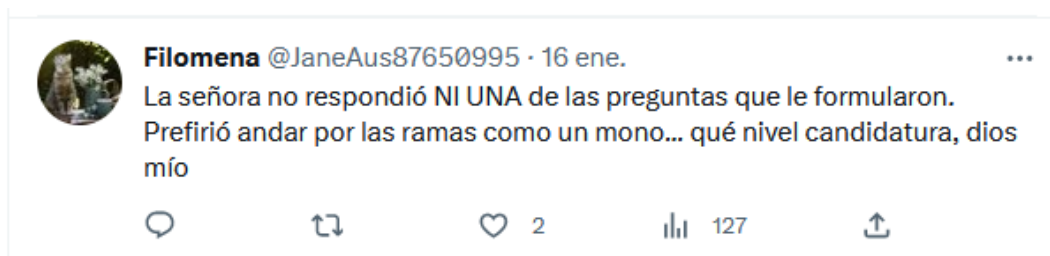 Filomena @JaneAus87650995 · 16 ene.
La señora no respondió NI UNA de las preguntas que le formularon.
Prefirió andar por las ramas como un mono... qué nivel candidatura, dios
mío
2 127